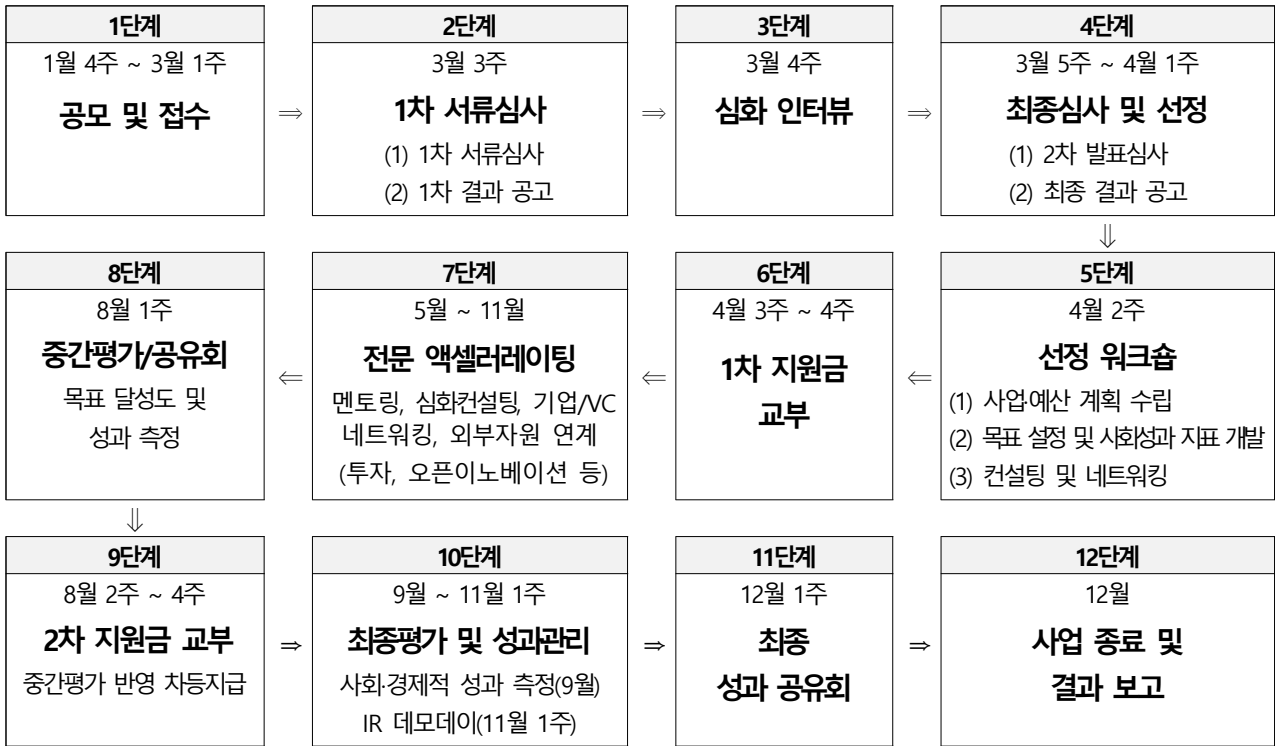 1단계
1월 4주 ~ 3월 1주
공모 및 접수
⇒
2단계
3월 3주
1차 서류심사
(1) 1차 서류심사
(2) 1차 결과 공고
⇒
3단계
3월 4주
심화 인터뷰
⇒
4단계
3월 5주 ~ 4월 1주
최종심사 및 선정
(1) 2차 발표심사
(2) 최종 결과 공고
⇓
5단계
4월 2주
선정 워크숍
(1) 사업·예산 계획 수립
(2) 목표 설정 및 사회성과 지표 개발
(3) 컨설팅 및 네트워킹
⇐
6단계
4월 3주 ~ 4주
1차 지원금
교부
⇐
7단계
5월 ~ 11월
전문 액셀러레이팅
멘토링, 심화컨설팅, 기업/VC
네트워킹, 외부자원 연계
(투자, 오픈이노베이션 등)
⇐
8단계
8월 1주
중간평가/공유회
목표 달성도 및
성과 측정
⇓
9단계
8월 2주 ~ 4주
2차 지원금 교부
중간평가 반영 차등지급
⇒
10단계
9월 ~ 11월 1주
최종평가 및 성과관리
사회·경제적 성과 측정(9월)
IR 데모데이(11월 1주)
⇒
11단계
12월 1주
최종
성과 공유회
⇒
12단계
12월
사업 종료 및
결과 보고